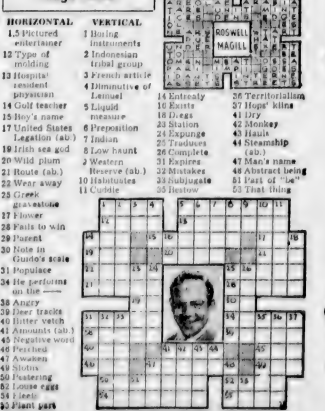 HORIZONTAL
1,5 Pictured
entertainer
12 Type of
molding
13 Hospital
resident
physician
14 Golf teacher
15 Boy's name
17 United States
Legation (ab.)
19 Irish sea god
20 Wild plum
21 Route (ab.)
22 Wear away
25 Greek
gravestone
27 Flower
28 Fails to win
29 Parent
30 Note in
Guido's scale
31 Populace
34 He performs
on the —
38 Angry
39 Deer tracks
40 Bitter vetch
41 Amounts (ab.)
45 Negative word
46 Perched
47 Awaken
49 Sloths
50 Pestering
52 Louse eggs
54 Fleet
55 Plant part
VERTICAL
1 Boring
instruments
2 Indonesian
tribal group
3 French article
4 Diminutive of
Lemuel
5 Liquid
measure
6 Preposition
7 Indian
8 Low haunt
9 Western
Reserve (ab.)
10 Habitues
11 Cuddle
14 Entreaty
16 Exists
18 Dregs
23 Station
24 Expunge
25 Traduces
26 Complete
31 Expires
32 Mistakes
33 Subjugate
35 Bestow
36 Territorialism
37 Hops' kilns
41 Dry
42 Monkey
43 Hauls
44 Steamship
(ab.)
47 Man's name
48 Abstract being
51 Part of "be"
53 That thing
ROSWELL
MAGILL